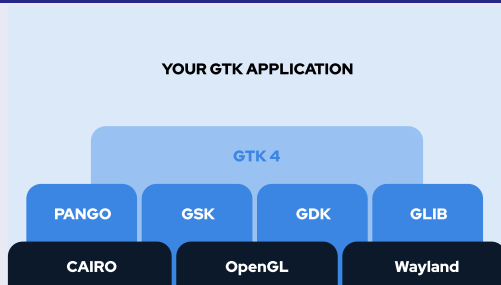 YOUR GTK APPLICATION
GTK 4
PANGO GSK GDK GLIB
CAIRO OpenGL Wayland